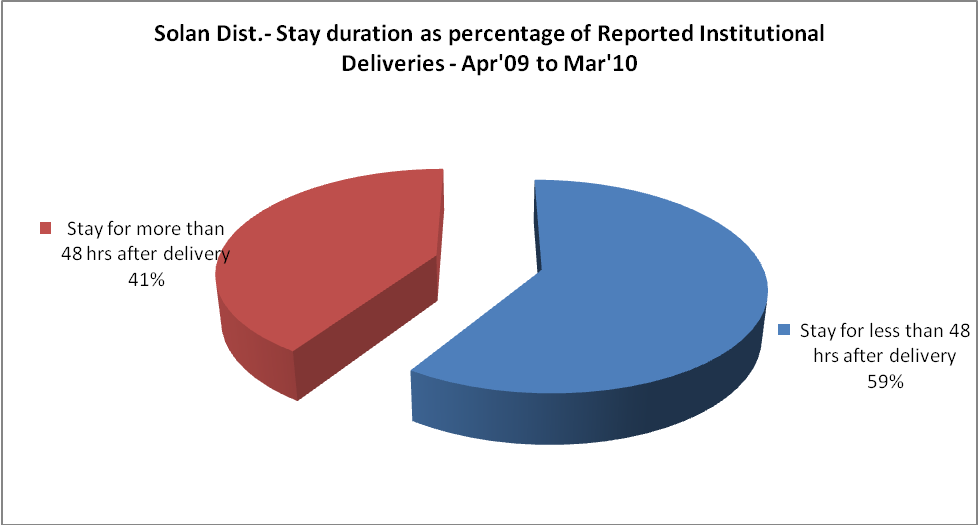 Solan Dist.- Stay duration as percentage of Reported Institutional
Deliveries - Apr'09 to Mar'10
Stay for more than
48 hrs after delivery
41%
Stay for less than 48
hrs after delivery
59%